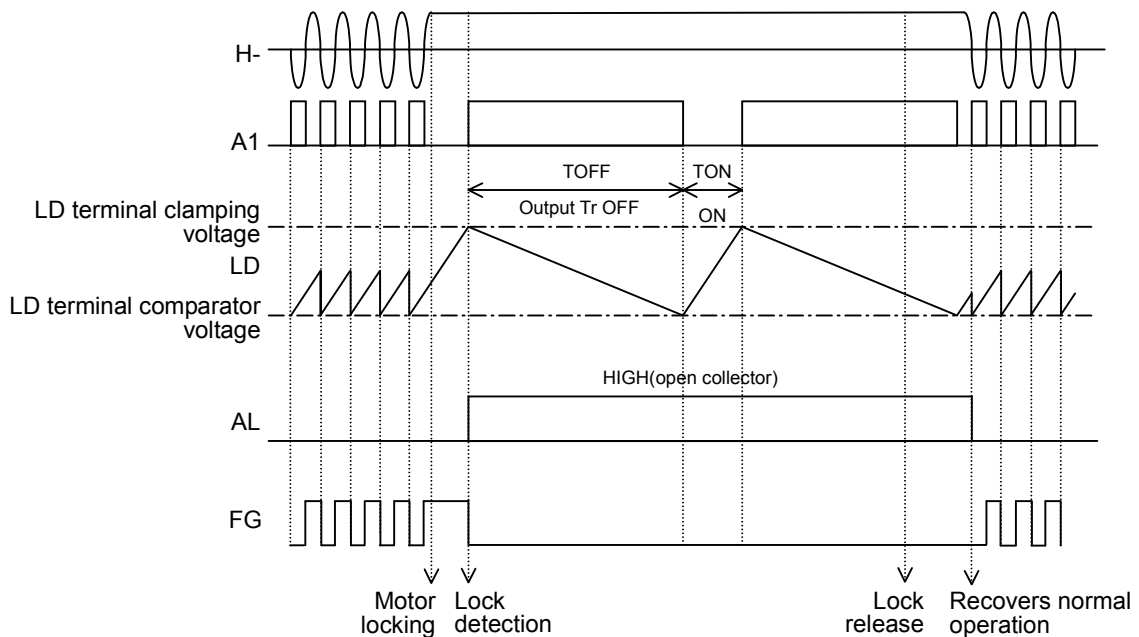 H-
A1
TOFF
TON
LD terminal clamping
voltage
Output Tr OFF
ON
LD
LD terminal comparator
voltage
HIGH(open collector)
AL
FG
Motor
locking
Lock
detection
Lock
release
Recovers normal
operation